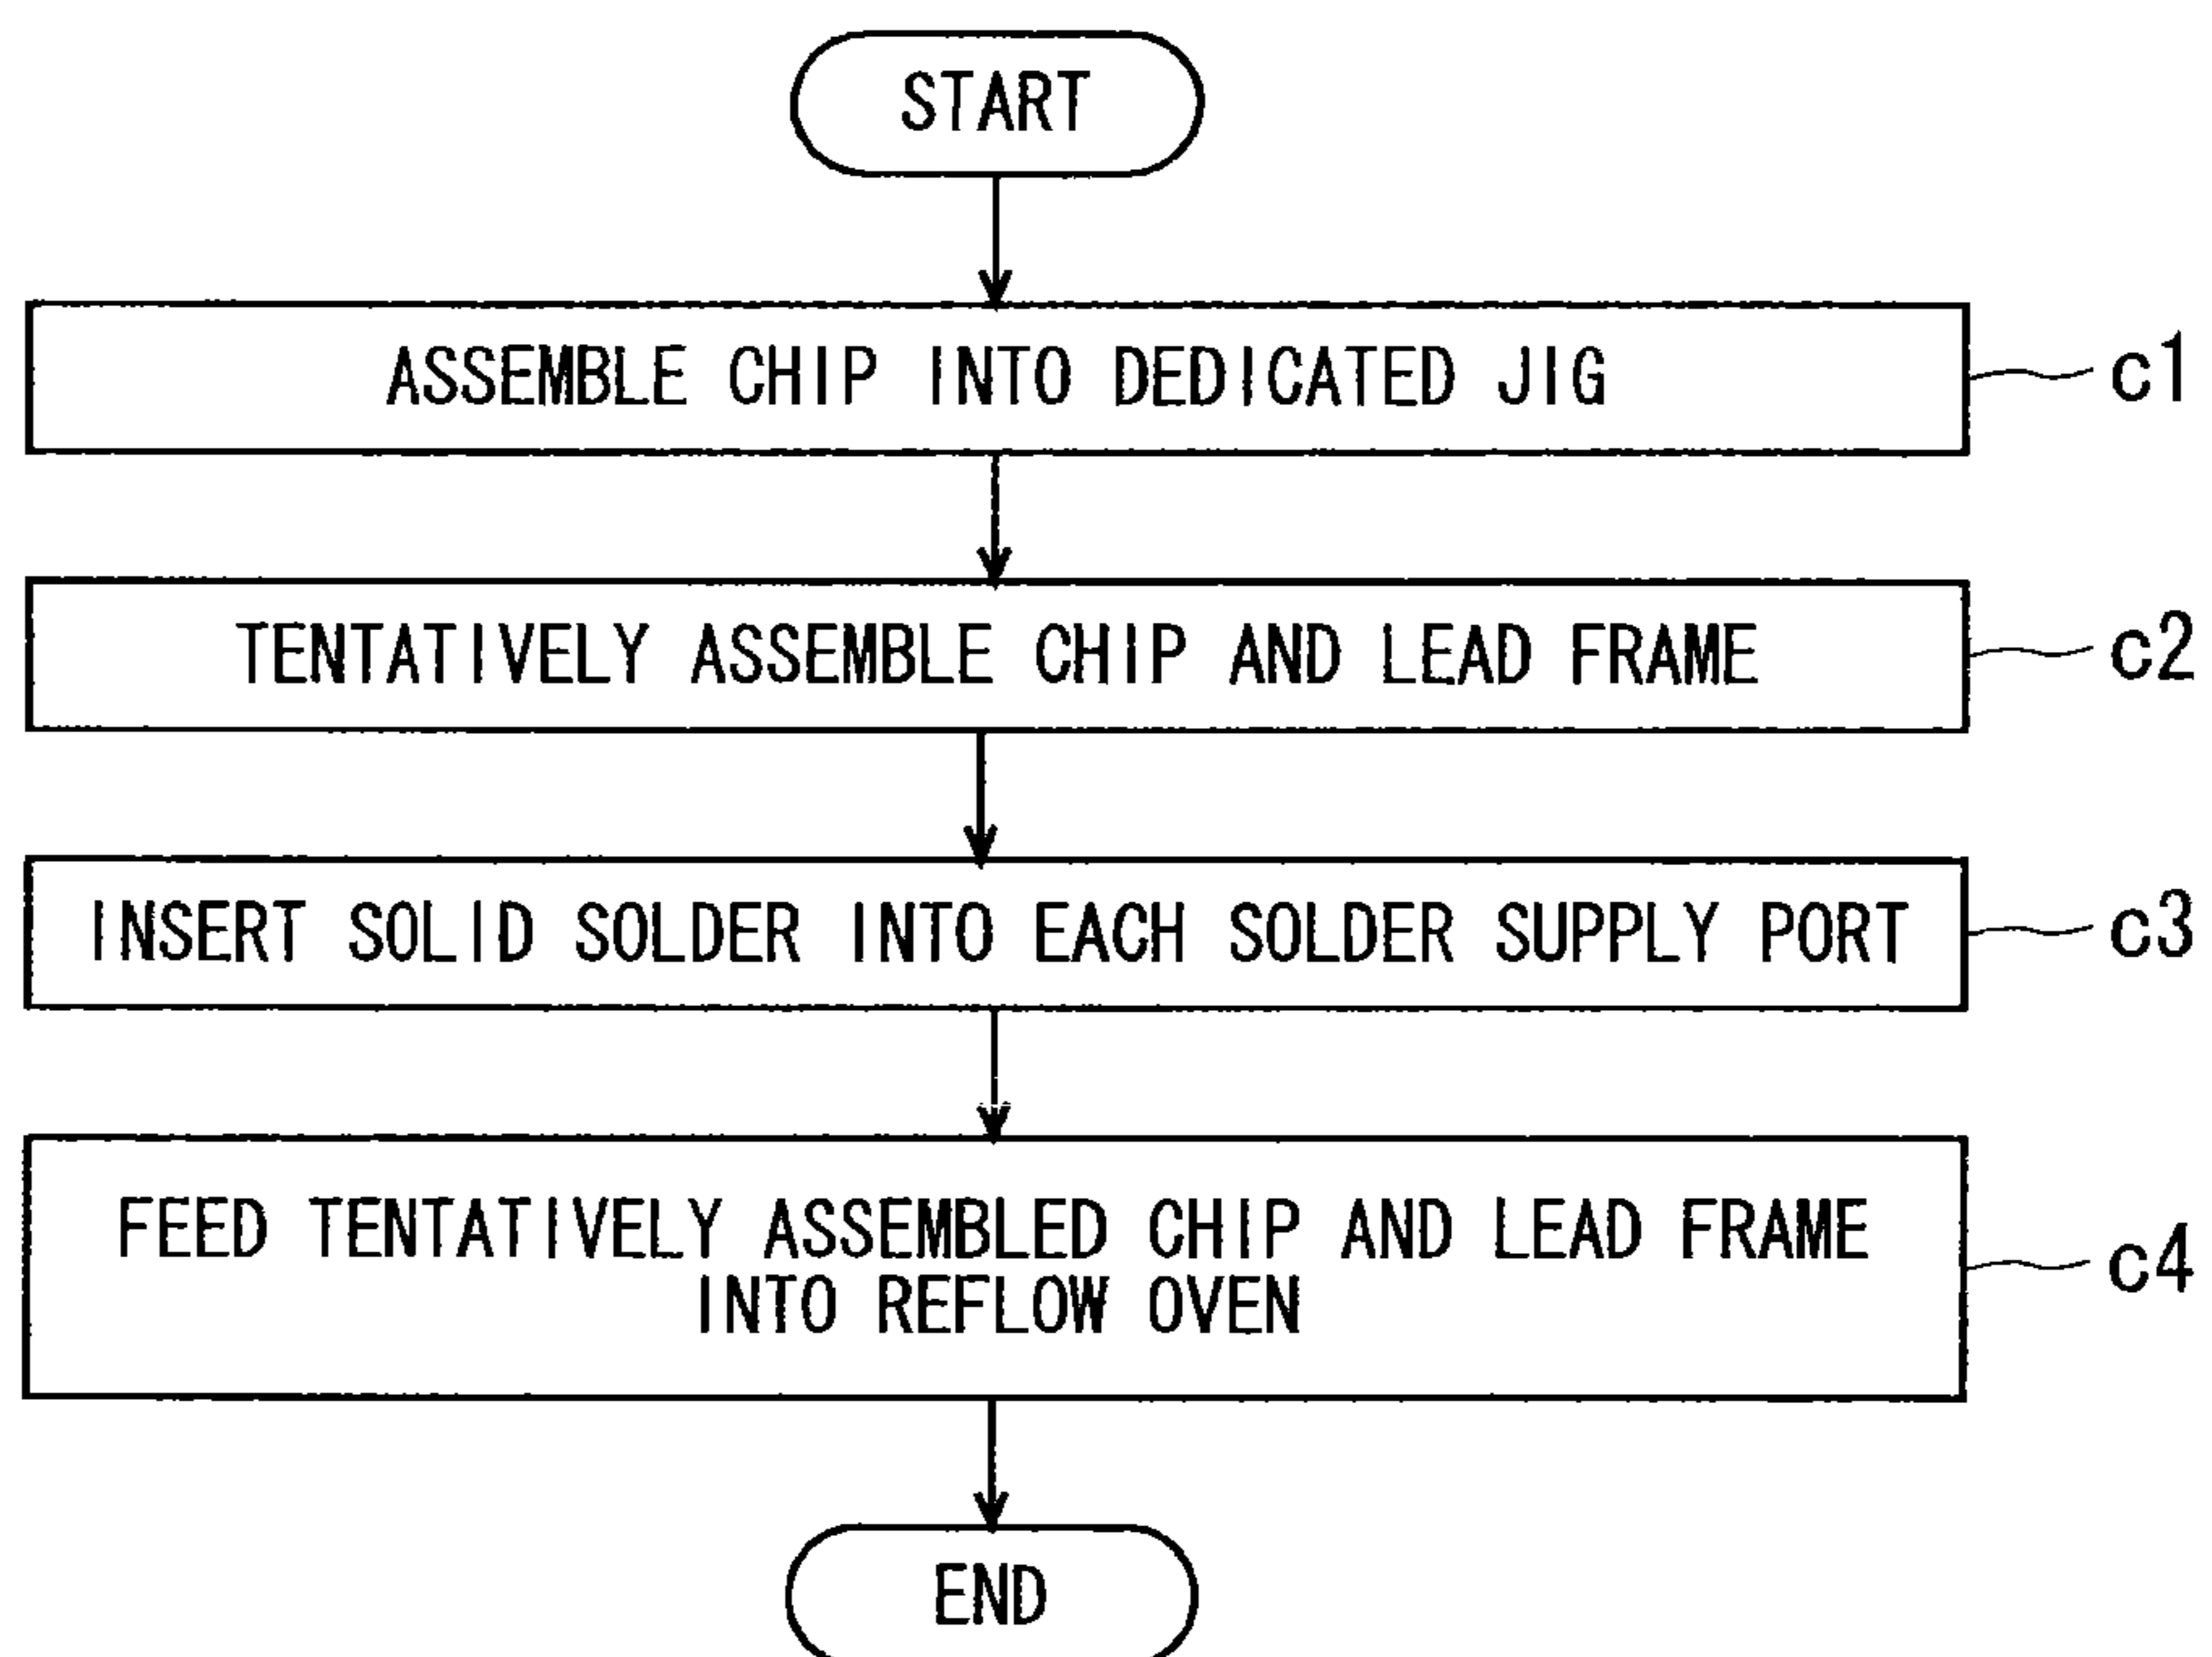 START
ASSEMBLE CHIP INTO DEDICATED JIG
c1
TENTATIVELY ASSEMBLE CHIP AND LEAD FRAME
c2
INSERT SOLID SOLDER INTO EACH SOLDER SUPPLY PORT
c3
FEED TENTATIVELY ASSEMBLED CHIP AND LEAD FRAME
INTO REFLOW OVEN
c4
END